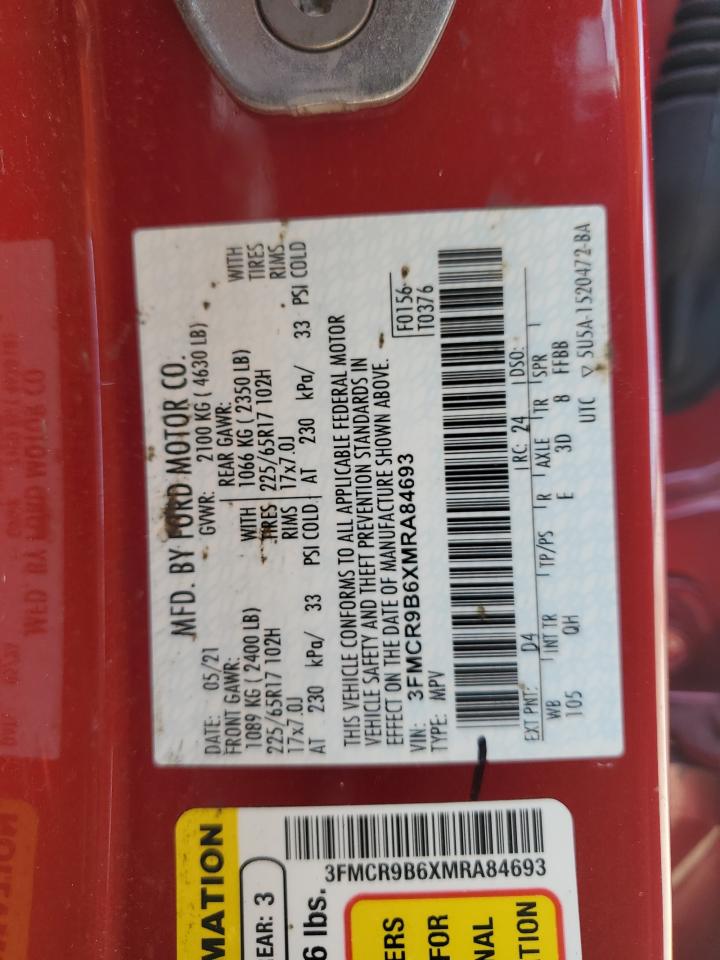 MFD. BY FORD MOTOR CO.
DATE: 05/21 GVWR: 2100 KG ( 4630 LB)
FRONT GAWR: REAR GAWR:
1089 KG ( 2400 LB) WITH 1066 KG ( 2350 LB) WITH
225/65R17 102H TIRES 225/65R17 102H TIRES
17x7.0J RIMS 17x7.0J RIMS
AT 230 kPa/ 33 PSI COLD AT 230 kPa/ 33 PSI COLD
THIS VEHICLE CONFORMS TO ALL APPLICABLE FEDERAL MOTOR
VEHICLE SAFETY AND THEFT PREVENTION STANDARDS IN
EFFECT ON THE DATE OF MANUFACTURE SHOWN ABOVE.
VIN: 3FMCR9B6XMRA84693 F0156
TYPE: MPV T0376
EXT PNT: D4 RC: 24 DSO:
WB INT TR TP/PS R AXLE TR SPR
105 QH E 3D 8 FFBB
UTC ▽ 5U5A-1520472-BA
MATION
EAR: 3
6 lbs.
3FMCR9B6XMRA84693
ERS
FOR
NAL
TION